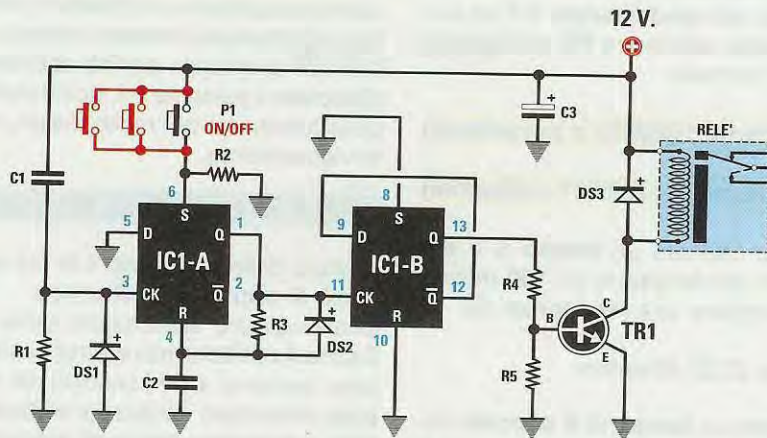 12 V.
P1
ON/OFF
C3
RELE'
R2
C1
DS3
6
S
8
S
5
D
Q
1
9
D
Q
13
IC1-A
IC1-B
R4
3
CK
Q
2
11
CK
Q
12
C
B
TR1
E
R
4
R3
DS2
R
10
R1
DS1
C2
R5